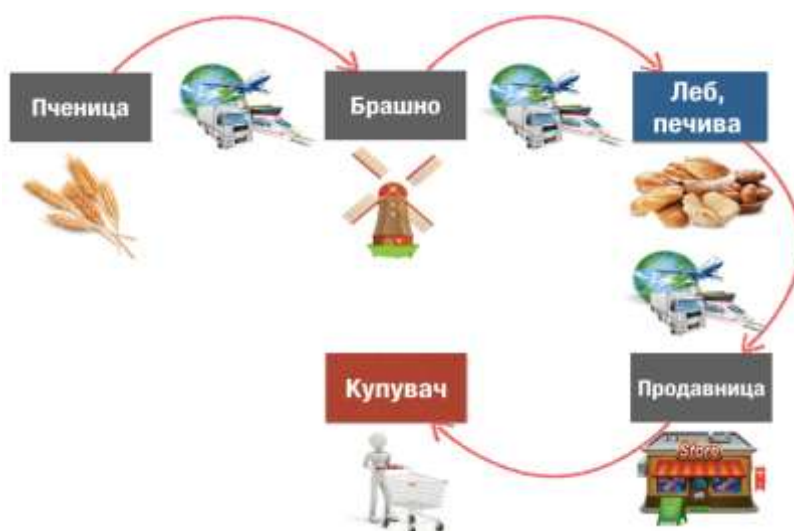 Пченица
Брашно
Леб,
печива
Купувач
Продавница
Store